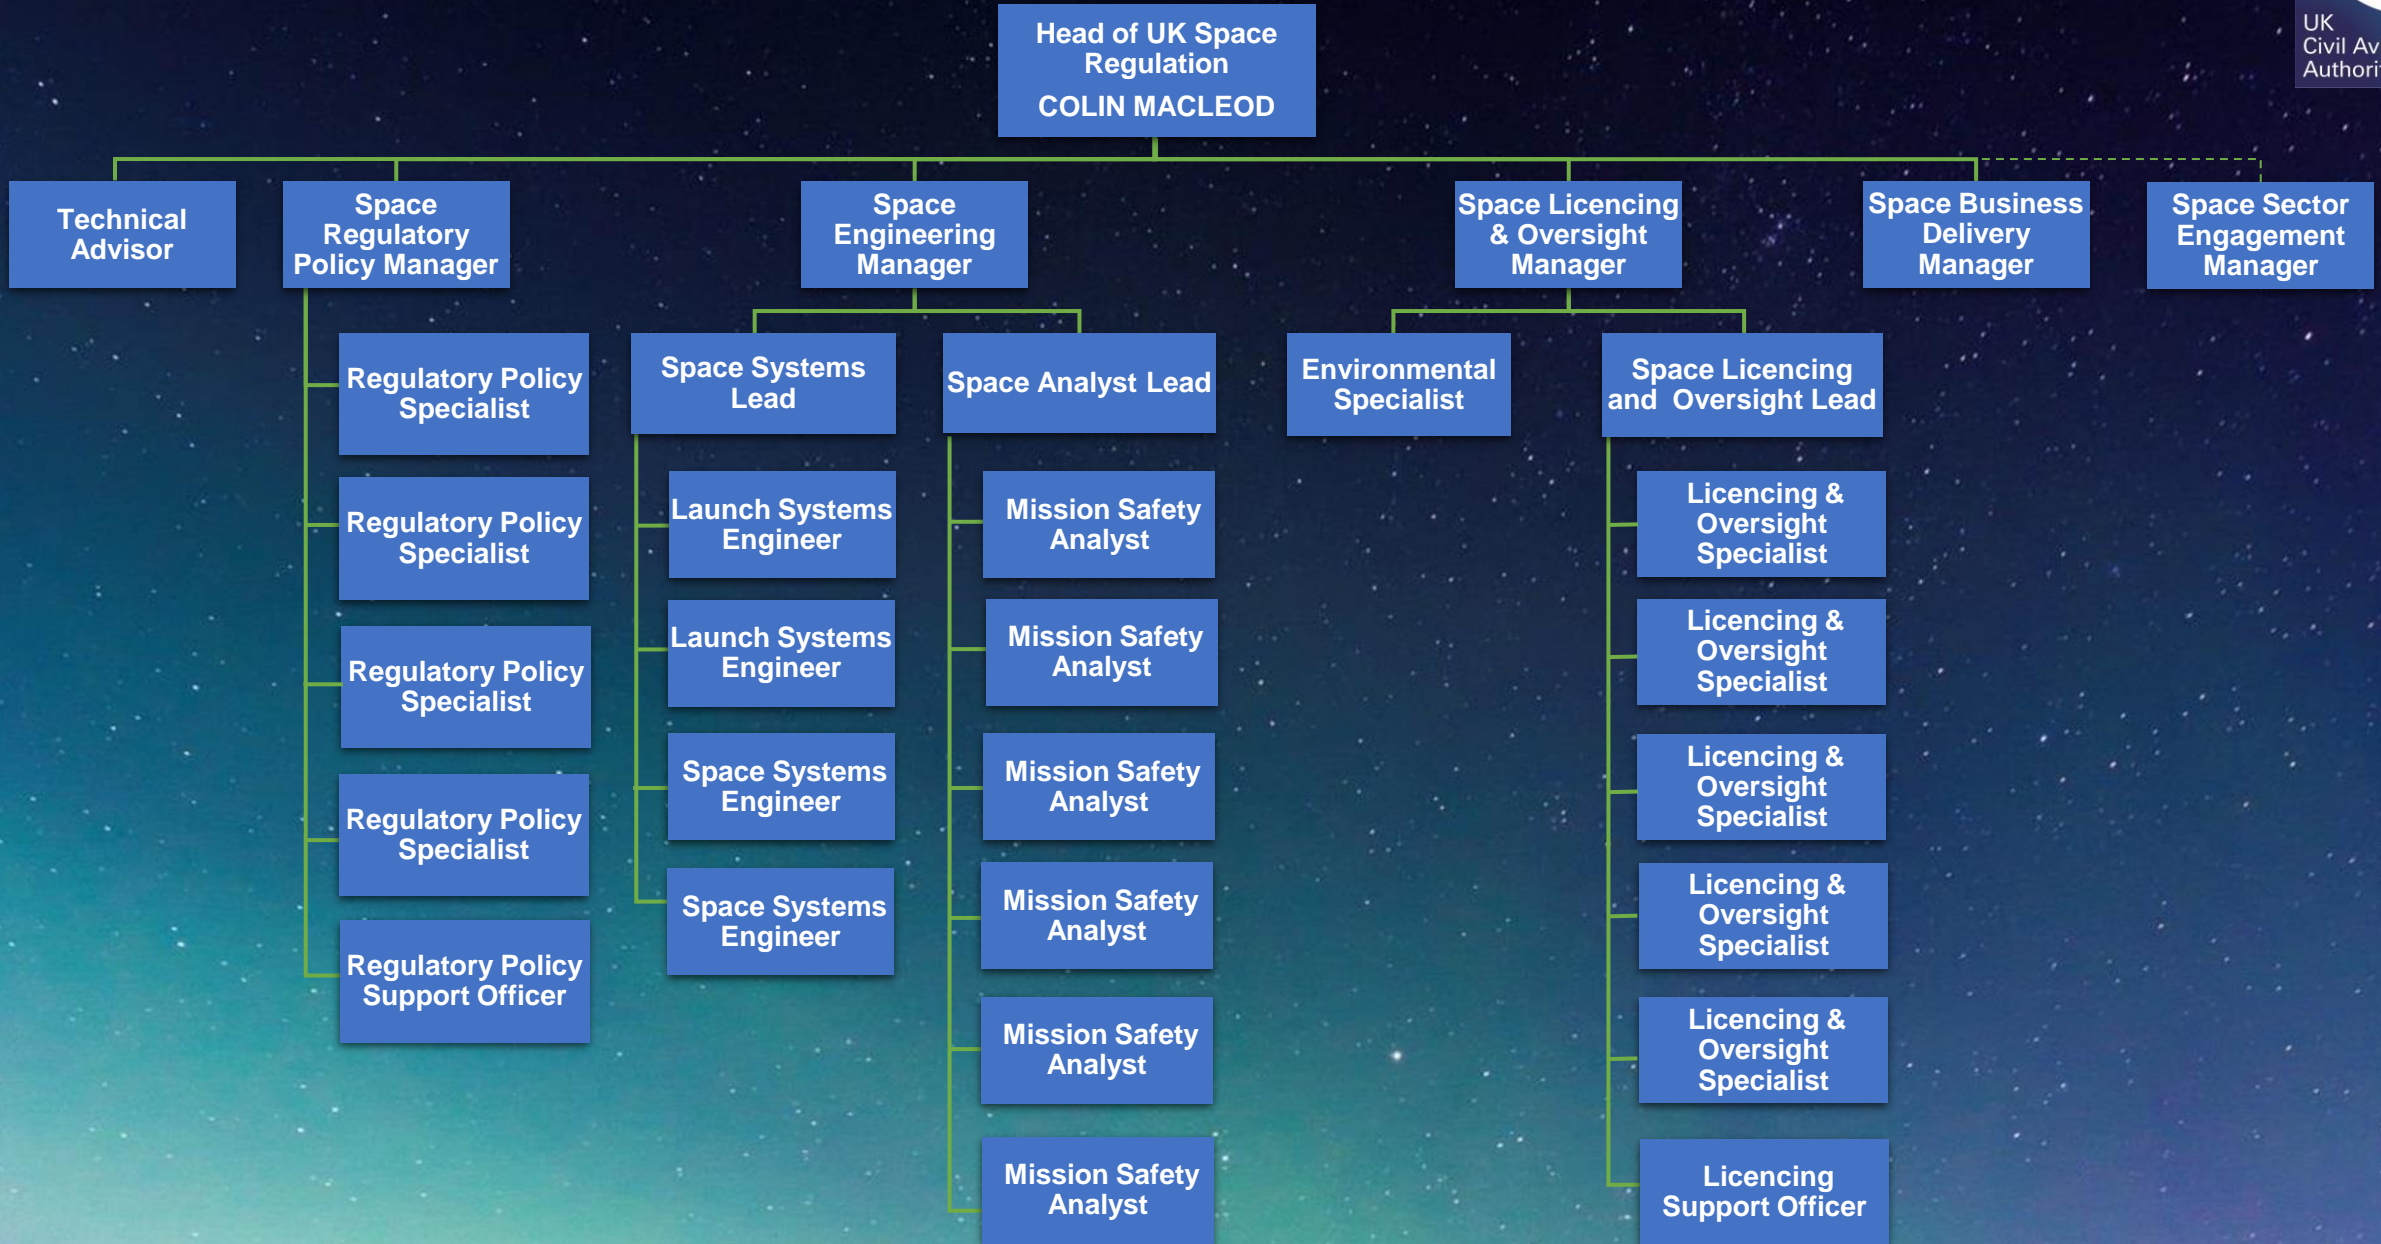 Head of UK Space
Regulation
COLIN MACLEOD
UK
Civil Av
Authorit
Technical
Advisor
Space
Regulatory
Policy Manager
Space
Engineering
Manager
Space Licencing
& Oversight
Manager
Space Business
Delivery
Manager
Space Sector
Engagement
Manager
Regulatory Policy
Specialist
Regulatory Policy
Specialist
Regulatory Policy
Specialist
Regulatory Policy
Specialist
Regulatory Policy
Support Officer
Space Systems
Lead
Launch Systems
Engineer
Launch Systems
Engineer
Space Systems
Engineer
Space Systems
Engineer
Space Analyst Lead
Mission Safety
Analyst
Mission Safety
Analyst
Mission Safety
Analyst
Mission Safety
Analyst
Mission Safety
Analyst
Mission Safety
Analyst
Environmental
Specialist
Space Licencing
and Oversight Lead
Licencing &
Oversight
Specialist
Licencing &
Oversight
Specialist
Licencing &
Oversight
Specialist
Licencing &
Oversight
Specialist
Licencing &
Oversight
Specialist
Licencing
Support Officer